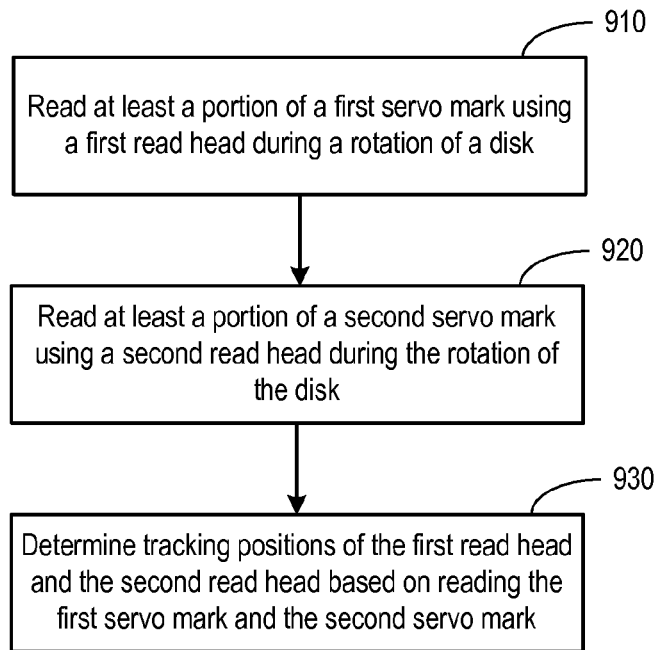 910
Read at least a portion of a first servo mark using
a first read head during a rotation of a disk
920
Read at least a portion of a second servo mark
using a second read head during the rotation of
the disk
930
Determine tracking positions of the first read head
and the second read head based on reading the
first servo mark and the second servo mark